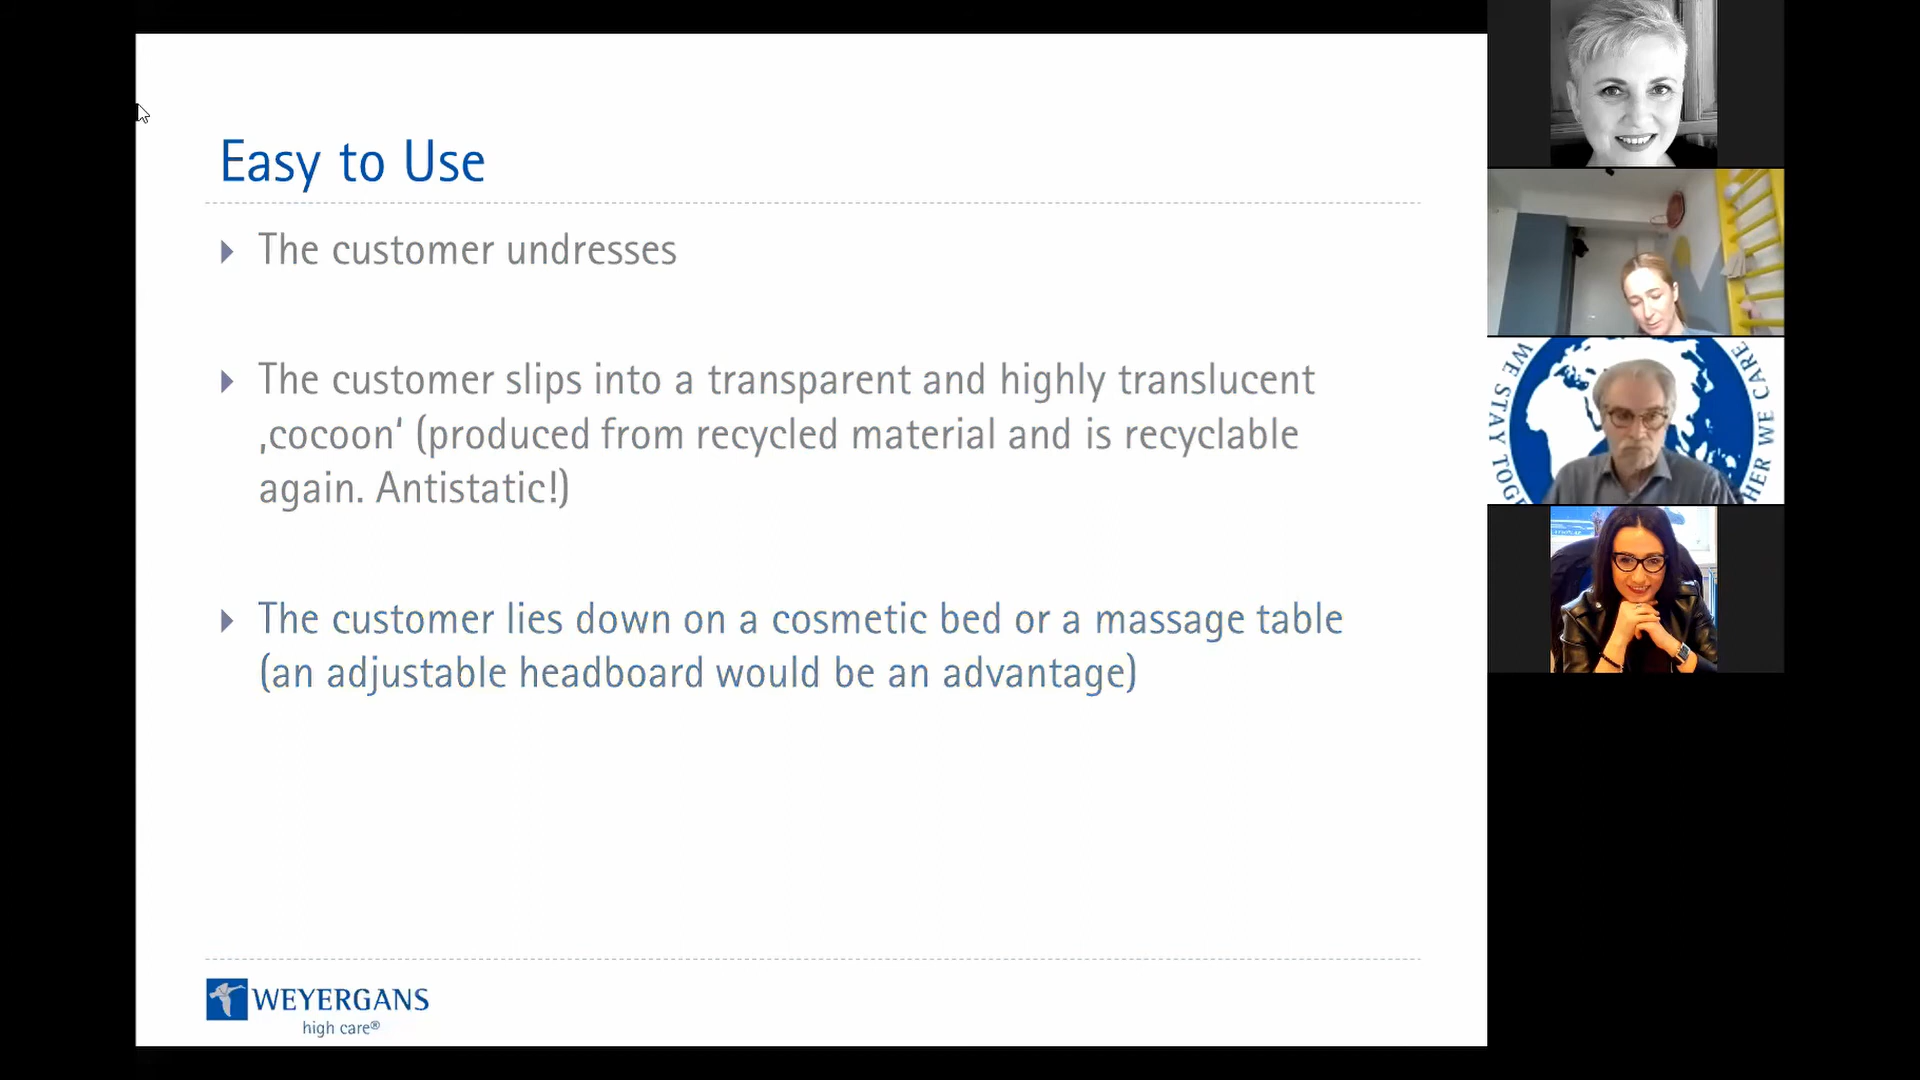 Easy to Use
The customer undresses
The customer slips into a transparent and highly translucent
‚cocoon‘ (produced from recycled material and is recyclable
again. Antistatic!)
The customer lies down on a cosmetic bed or a massage table
(an adjustable headboard would be an advantage)
WEYERGANS
high care®
WE STAY TOGE
HER WE CARE